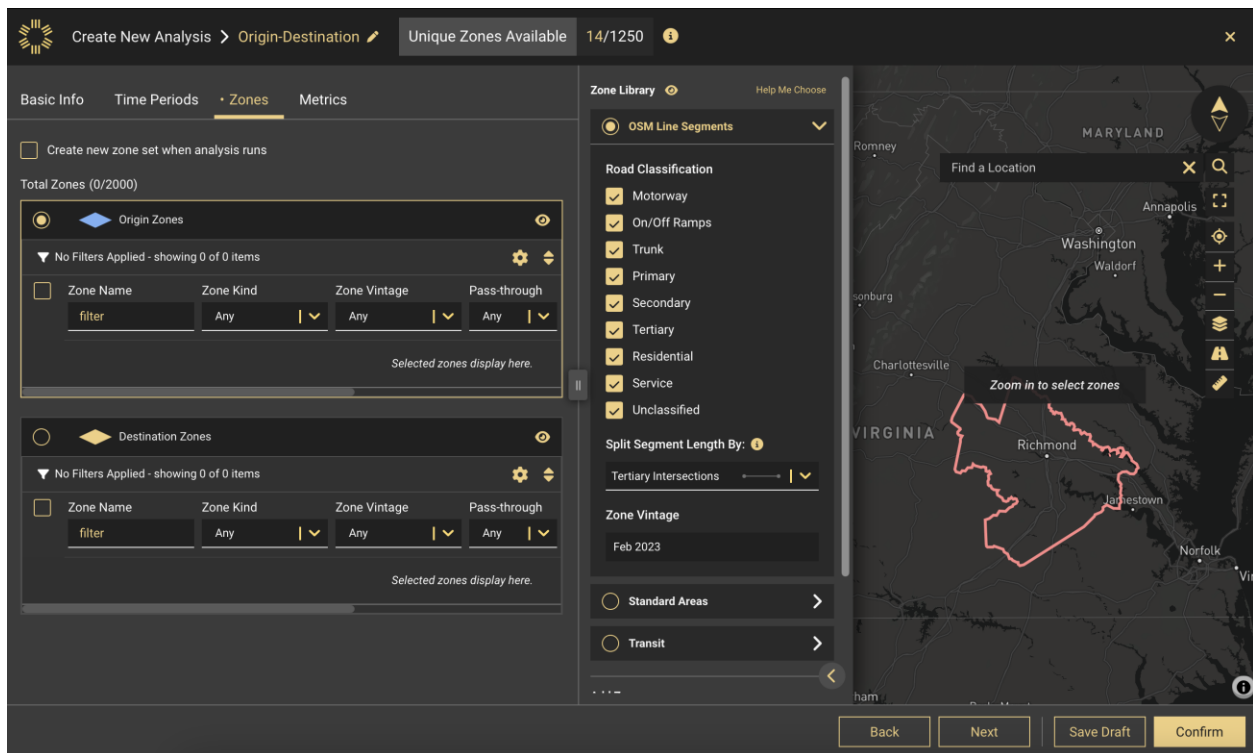 Create New Analysis > Origin-Destination
Unique Zones Available 14/1250
Basic Info Time Periods • Zones Metrics
Create new zone set when analysis runs
Total Zones (0/2000)
Origin Zones
No Filters Applied - showing 0 of 0 items
Zone Name Zone Kind Zone Vintage Pass-through
filter Any Any Any
Selected zones display here.
Destination Zones
No Filters Applied - showing 0 of 0 items
Zone Name Zone Kind Zone Vintage Pass-through
filter Any Any Any
Selected zones display here.
Zone Library Help Me Choose
OSM Line Segments
Road Classification
Motorway
On/Off Ramps
Trunk
Primary
Secondary
Tertiary
Residential
Service
Unclassified
Split Segment Length By:
Tertiary Intersections
Zone Vintage
Feb 2023
Standard Areas
Transit
MARYLAND
Romney
Find a Location
Annapolis
Washington
Waldorf
sonburg
Charlottesville
Zoom in to select zones
VIRGINIA
Richmond
Jamestown
Norfolk
Vir
ham
Back Next Save Draft Confirm